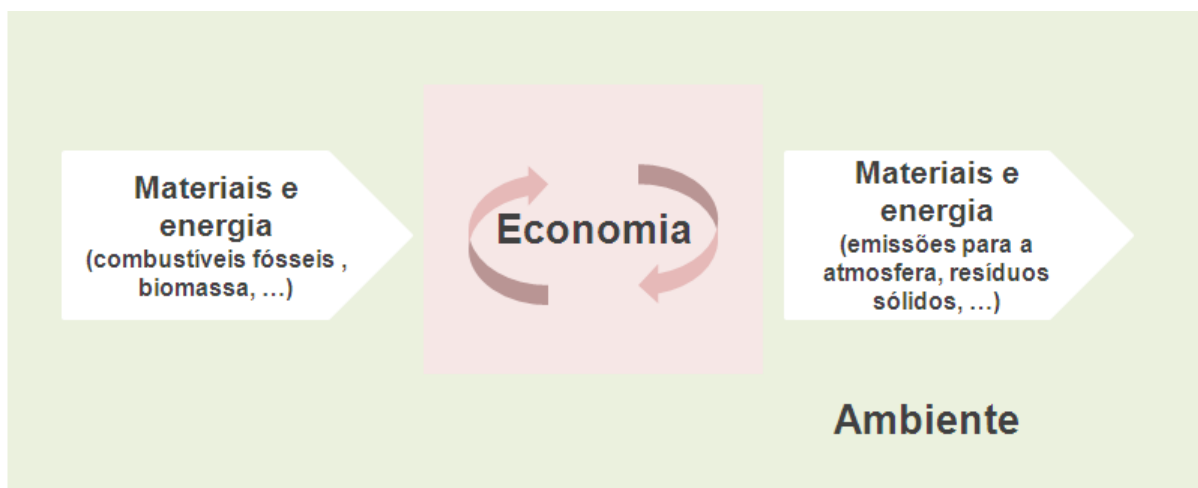 Materiais e
energia
(combustíveis fósseis ,
biomassa, …)
Economia
Materiais e
energia
(emissões para a
atmosfera, resíduos
sólidos, …)
Ambiente